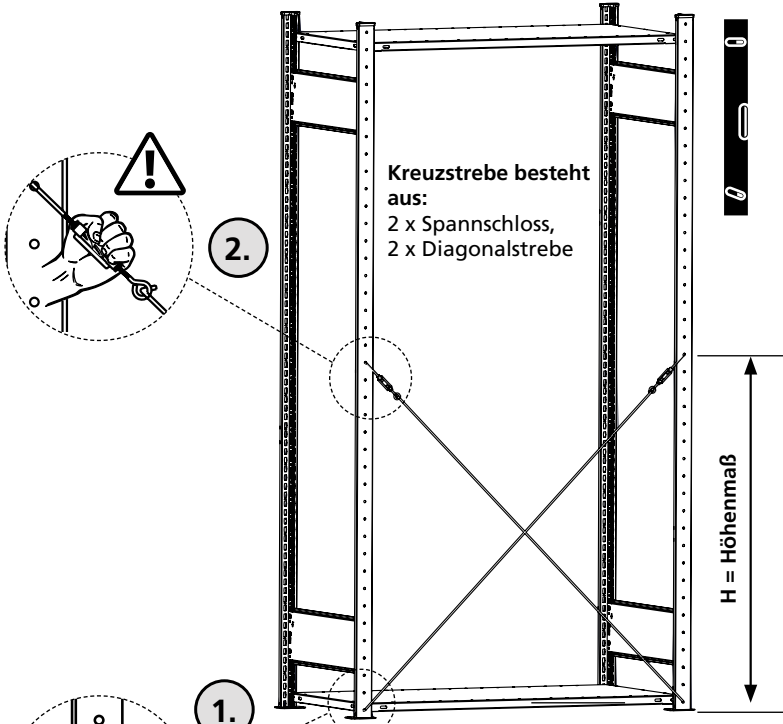 Kreuzstrebe besteht
aus:
2 x Spannschloss,
2 x Diagonalstrebe
2.
H = Höhenmaß
1.